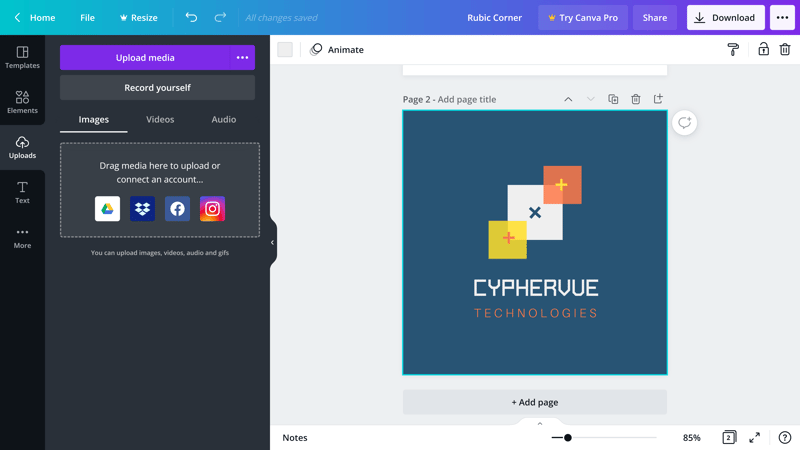 Home File Resize All changes saved Rubic Corner Try Canva Pro Share Download
Templates
Elements
Uploads
Text
More
Upload media
Record yourself
Images Videos Audio
Drag media here to upload or
connect an account...
You can upload images, videos, audio and gifs
Animate
Page 2 - Add page title
CYPHERVUE
TECHNOLOGIES
+ Add page
Notes 85% 2 ?